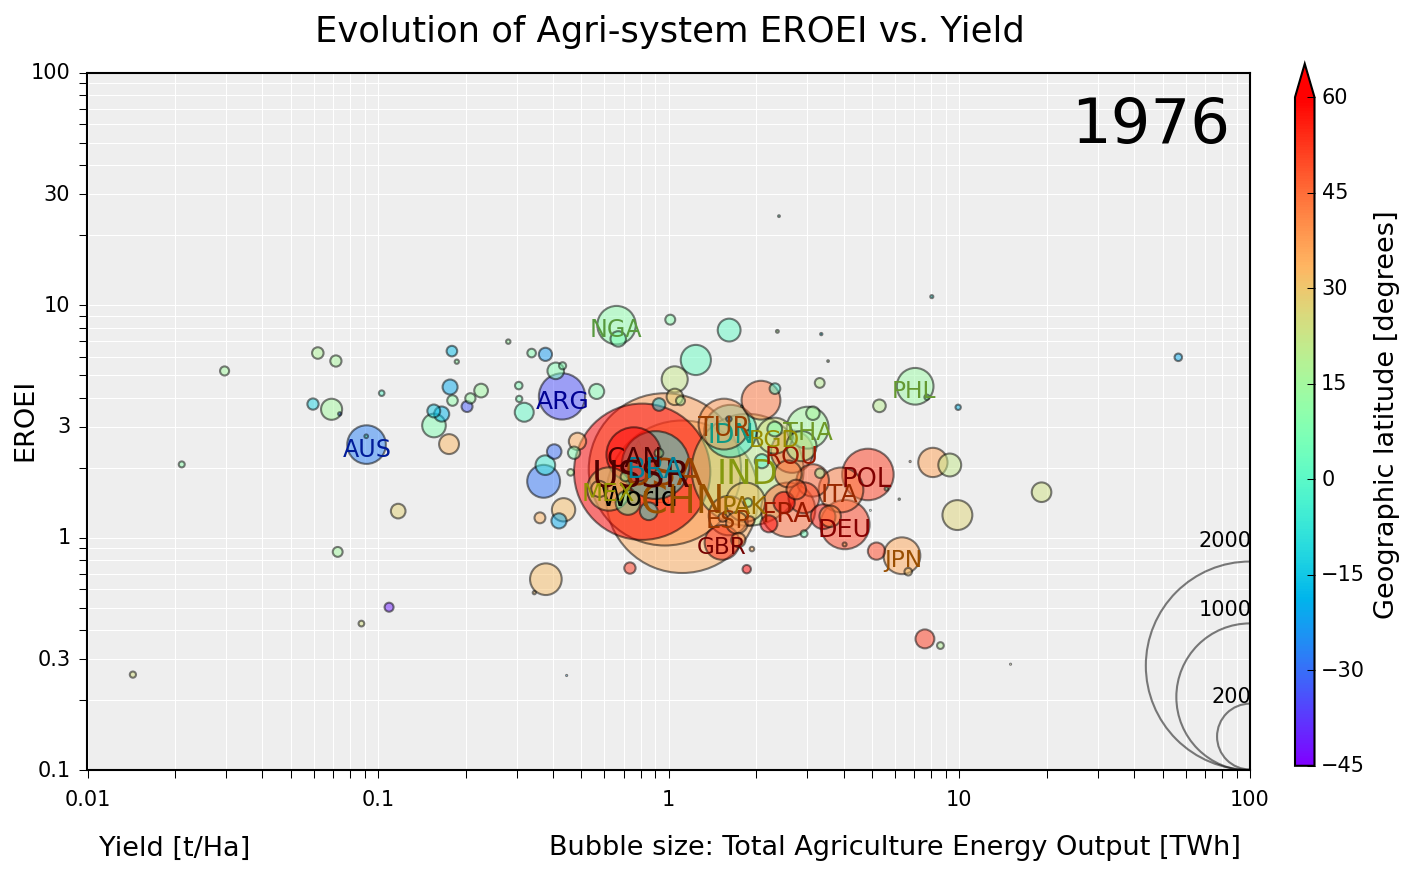 Evolution of Agri-system EROEI vs. Yield
1976
EROEI
100
30
10
3
1
0.3
0.1
0.01
0.1
1
10
100
Yield [t/Ha]
Bubble size: Total Agriculture Energy Output [TWh]
NGA
ARG
AUS
PHL
TUR
IDN
BGD
THA
ROU
CAN
USSR
BRA
USA
IND
POL
MEX
World
CHN
PAK
ITA
ESP
FRA
DEU
GBR
JPN
2000
1000
200
60
45
30
15
0
−15
−30
−45
Geographic latitude [degrees]